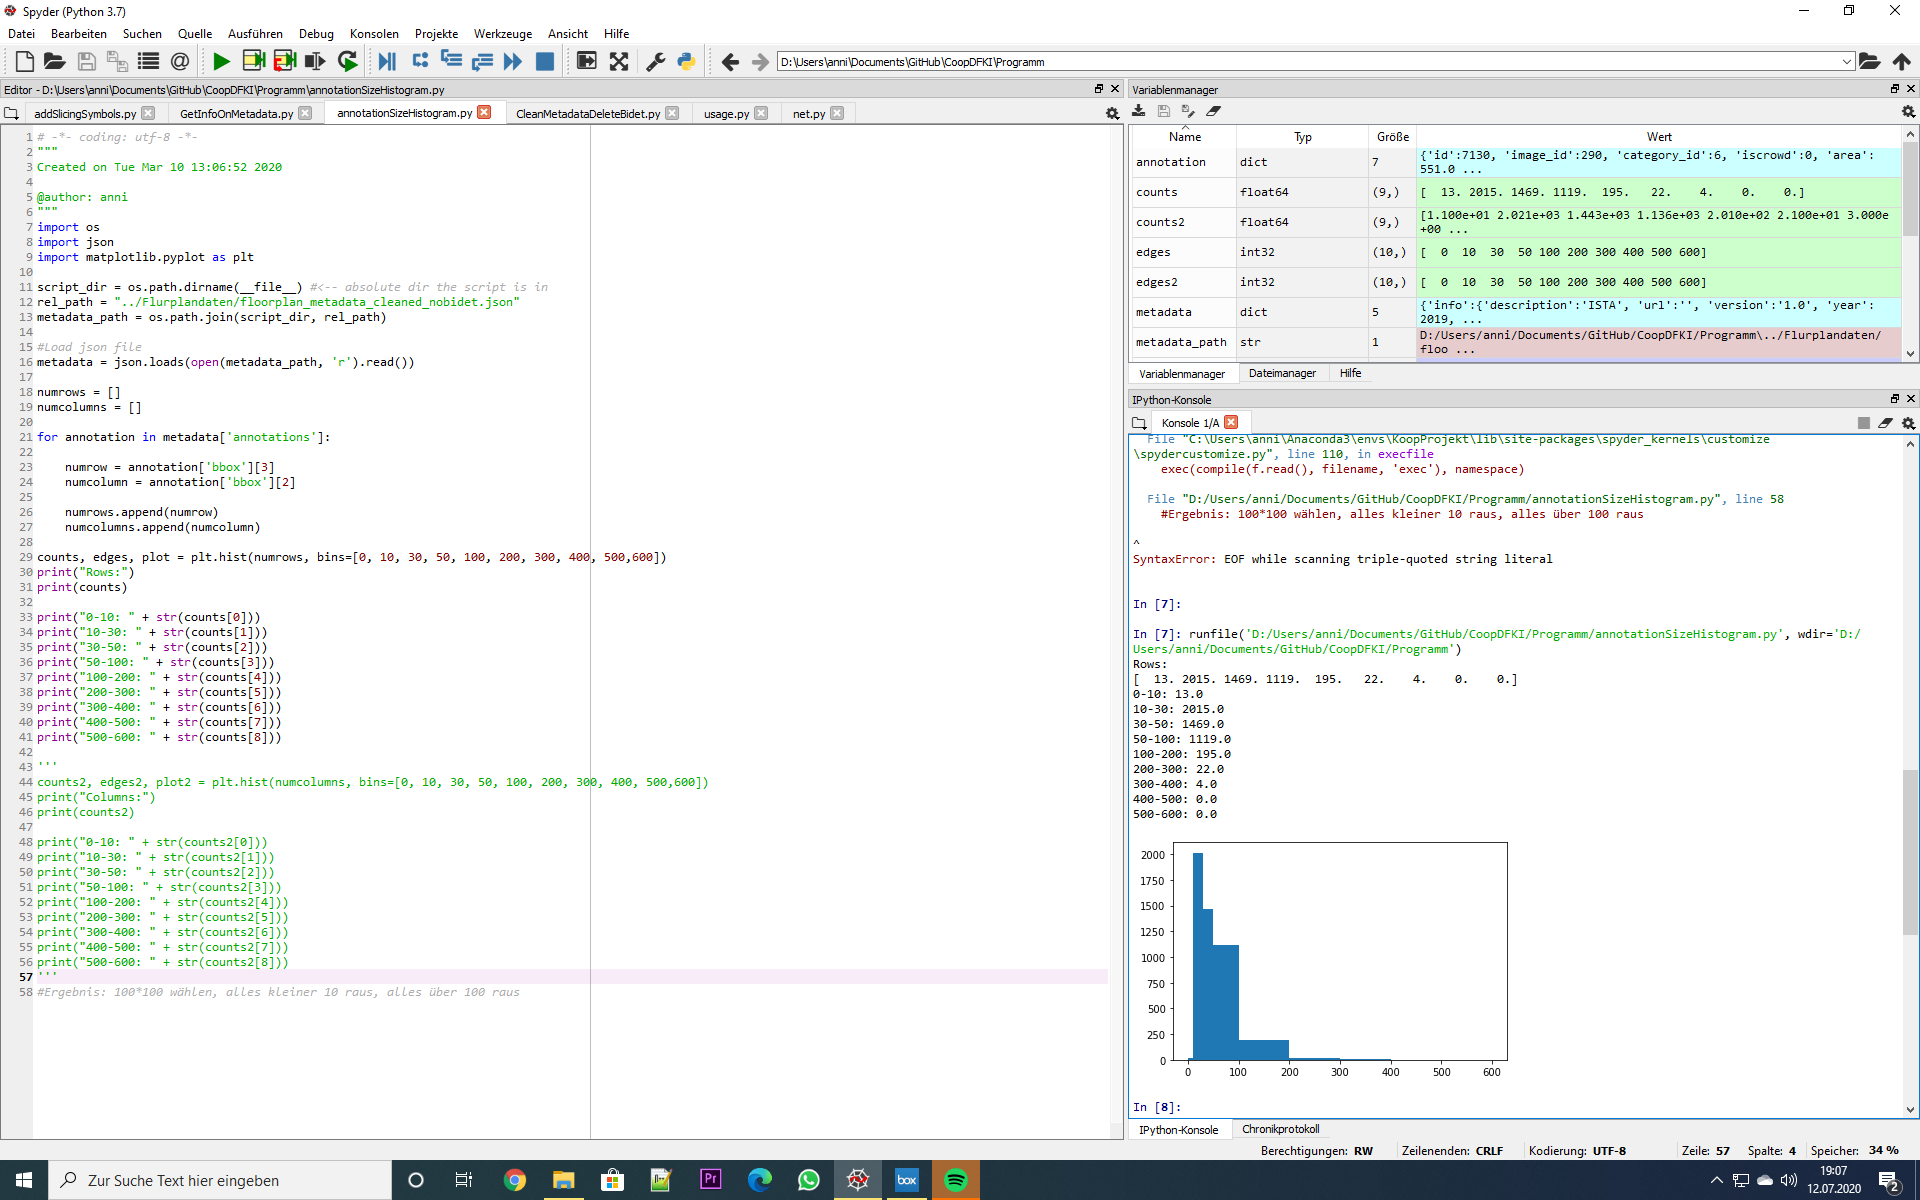 Spyder (Python 3.7)
Datei Bearbeiten Suchen Quelle Ausführen Debug Konsolen Projekte Werkzeuge Ansicht Hilfe
D:\Users\anni\Documents\GitHub\CoopDFKI\Programm
Editor - D:\Users\anni\Documents\GitHub\CoopDFKI\Programm\annotationSizeHistogram.py
addSlicingSymbols.py GetInfoOnMetadata.py annotationSizeHistogram.py CleanMetadataDeleteBidet.py usage.py net.py
1 # -*- coding: utf-8 -*-
2 """
3 Created on Tue Mar 10 13:06:52 2020
4
5 @author: anni
6 """
7 import os
8 import json
9 import matplotlib.pyplot as plt
10
11 script_dir = os.path.dirname(__file__) #<-- absolute dir the script is in
12 rel_path = "../Flurplandaten/floorplan_metadata_cleaned_nobidet.json"
13 metadata_path = os.path.join(script_dir, rel_path)
14
15 #Load json file
16 metadata = json.loads(open(metadata_path, 'r').read())
17
18 numrows = []
19 numcolumns = []
20
21 for annotation in metadata['annotations']:
22
23 numrow = annotation['bbox'][3]
24 numcolumn = annotation['bbox'][2]
25
26 numrows.append(numrow)
27 numcolumns.append(numcolumn)
28
29 counts, edges, plot = plt.hist(numrows, bins=[0, 10, 30, 50, 100, 200, 300, 400, 500,600])
30 print("Rows:")
31 print(counts)
32
33 print("0-10: " + str(counts[0]))
34 print("10-30: " + str(counts[1]))
35 print("30-50: " + str(counts[2]))
36 print("50-100: " + str(counts[3]))
37 print("100-200: " + str(counts[4]))
38 print("200-300: " + str(counts[5]))
39 print("300-400: " + str(counts[6]))
40 print("400-500: " + str(counts[7]))
41 print("500-600: " + str(counts[8]))
42
43 '''
44 counts2, edges2, plot2 = plt.hist(numcolumns, bins=[0, 10, 30, 50, 100, 200, 300, 400, 500,600])
45 print("Columns:")
46 print(counts2)
47
48 print("0-10: " + str(counts2[0]))
49 print("10-30: " + str(counts2[1]))
50 print("30-50: " + str(counts2[2]))
51 print("50-100: " + str(counts2[3]))
52 print("100-200: " + str(counts2[4]))
53 print("200-300: " + str(counts2[5]))
54 print("300-400: " + str(counts2[6]))
55 print("400-500: " + str(counts2[7]))
56 print("500-600: " + str(counts2[8]))
57 '''
58 #Ergebnis: 100*100 wählen, alles kleiner 10 raus, alles über 100 raus
Variablenmanager
Name Typ Größe Wert
annotation dict 7 {'id':7130, 'image_id':290, 'category_id':6, 'iscrowd':0, 'area':
551.0 ...
counts float64 (9,) [ 13. 2015. 1469. 1119. 195. 22. 4. 0. 0.]
counts2 float64 (9,) [1.100e+01 2.021e+03 1.443e+03 1.136e+03 2.010e+02 2.100e+01 3.000e
+00 ...
edges int32 (10,) [ 0 10 30 50 100 200 300 400 500 600]
edges2 int32 (10,) [ 0 10 30 50 100 200 300 400 500 600]
metadata dict 5 {'info':{'description':'ISTA', 'url':'', 'version':'1.0', 'year':
2019, ...
metadata_path str 1 D:/Users/anni/Documents/GitHub/CoopDFKI/Programm\../Flurplandaten/
floo ...
Variablenmanager Dateimanager Hilfe
IPython-Konsole
Konsole 1/A
File "C:\Users\anni\Anaconda3\envs\KoopProjekt\lib\site-packages\spyder_kernels\customize
\spydercustomize.py", line 110, in execfile
exec(compile(f.read(), filename, 'exec'), namespace)
File "D:/Users/anni/Documents/GitHub/CoopDFKI/Programm/annotationSizeHistogram.py", line 58
#Ergebnis: 100*100 wählen, alles kleiner 10 raus, alles über 100 raus
^
SyntaxError: EOF while scanning triple-quoted string literal
In [7]:
In [7]: runfile('D:/Users/anni/Documents/GitHub/CoopDFKI/Programm/annotationSizeHistogram.py', wdir='D:/
Users/anni/Documents/GitHub/CoopDFKI/Programm')
Rows:
[ 13. 2015. 1469. 1119. 195. 22. 4. 0. 0.]
0-10: 13.0
10-30: 2015.0
30-50: 1469.0
50-100: 1119.0
100-200: 195.0
200-300: 22.0
300-400: 4.0
400-500: 0.0
500-600: 0.0
2000
1750
1500
1250
1000
750
500
250
0
0 100 200 300 400 500 600
In [8]:
IPython-Konsole Chronikprotokoll
Berechtigungen: RW Zeilenenden: CRLF Kodierung: UTF-8 Zeile: 57 Spalte: 4 Speicher: 34 %
Zur Suche Text hier eingeben
Pr
box
19:07
12.07.2020
2